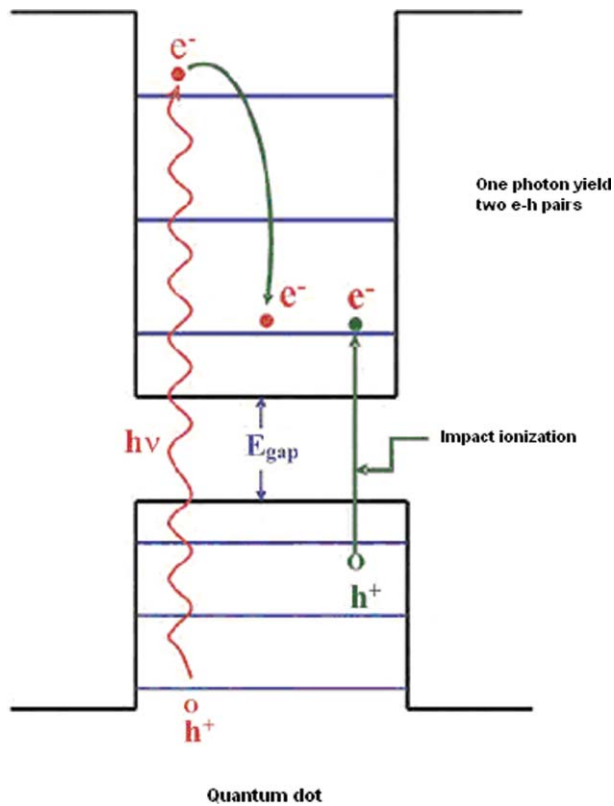 e⁻
One photon yield
two e-h pairs
e⁻ e⁻
hν
E_gap
Impact ionization
h⁺
h⁺
Quantum dot